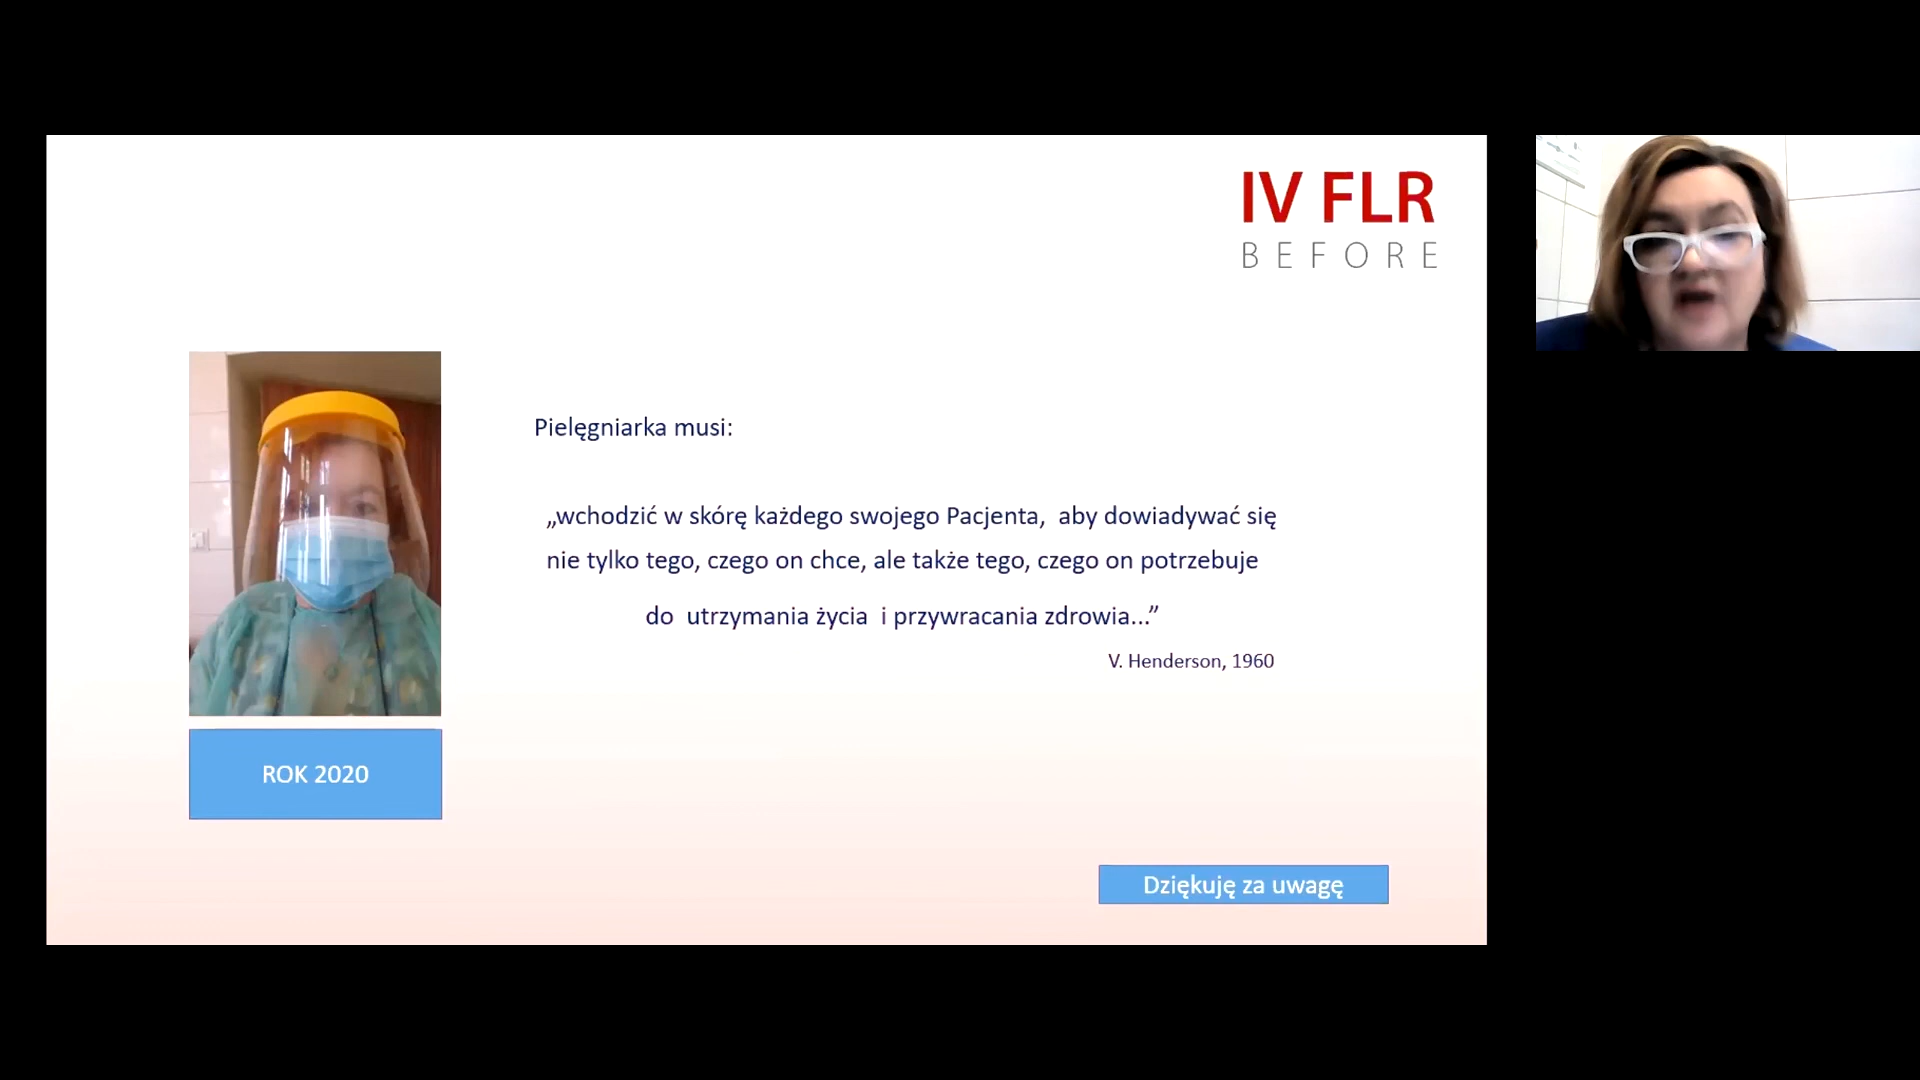 IV FLR
BEFORE
Pielęgniarka musi:
„wchodzić w skórę każdego swojego Pacjenta, aby dowiadywać się
nie tylko tego, czego on chce, ale także tego, czego on potrzebuje
do utrzymania życia i przywracania zdrowia...”
V. Henderson, 1960
ROK 2020
Dziękuję za uwagę